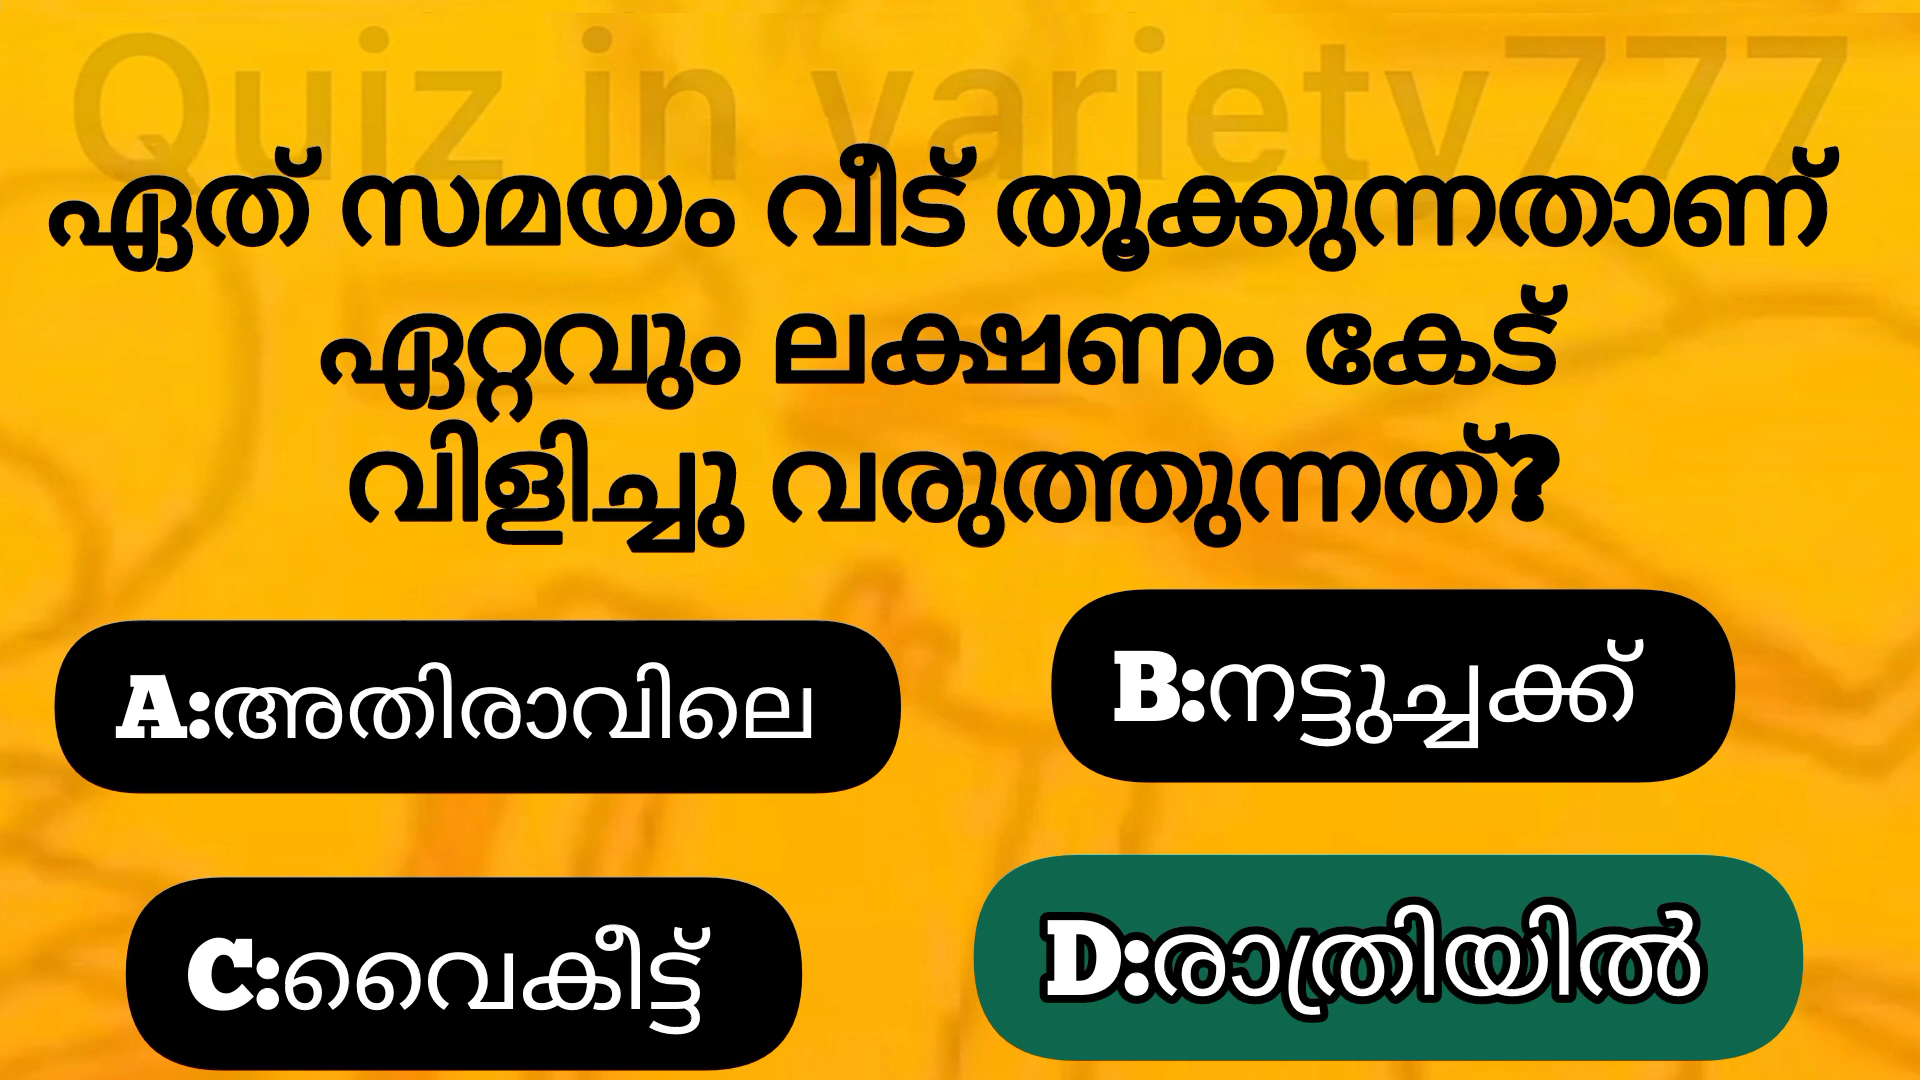 Quiz in variety777
ഏത് സമയം വീട് തൂക്കുന്നതാണ്
ഏറ്റവും ലക്ഷണം കേട്
വിളിച്ചു വരുത്തുന്നത്?
A:അതിരാവിലെ
B:നട്ടുച്ചക്ക്
C:വൈകീട്ട്
D:രാത്രിയിൽ